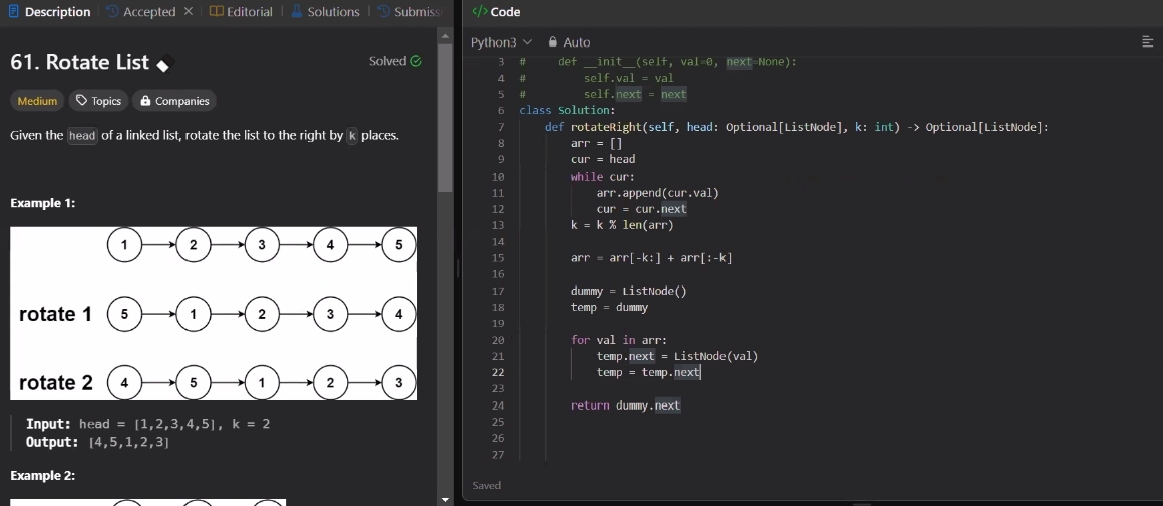 Description
Accepted
Editorial
Solutions
Submiss
61. Rotate List
Solved
Medium
Topics
Companies
Given the head of a linked list, rotate the list to the right by k places.
Example 1:
1 2 3 4 5
rotate 1 5 1 2 3 4
rotate 2 4 5 1 2 3
Input: head = [1,2,3,4,5], k = 2
Output: [4,5,1,2,3]
Example 2:
</> Code
Python3
Auto
3 # def __init__(self, val=0, next=None):
4 # self.val = val
5 # self.next = next
6 class Solution:
7 def rotateRight(self, head: Optional[ListNode], k: int) -> Optional[ListNode]:
8 arr = []
9 cur = head
10 while cur:
11 arr.append(cur.val)
12 cur = cur.next
13 k = k % len(arr)
14
15 arr = arr[-k:] + arr[:-k]
16
17 dummy = ListNode()
18 temp = dummy
19
20 for val in arr:
21 temp.next = ListNode(val)
22 temp = temp.next
23
24 return dummy.next
25
26
27
Saved